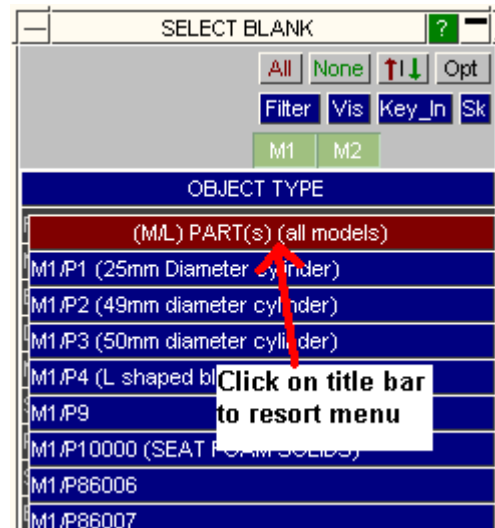 SELECT BLANK ?
All None ↑I↓ Opt
Filter Vis Key_In Sk
M1 M2
OBJECT TYPE
(M/L) PART(s) (all models)
M1/P1 (25mm Diameter cylinder)
M1/P2 (49mm diameter cylinder)
M1/P3 (50mm diameter cylinder)
M1/P4 (L shaped bl
Click on title bar
to resort menu
M1/P9
M1/P10000 (SEAT FOAM SOLIDS)
M1/P86006
M1/P86007